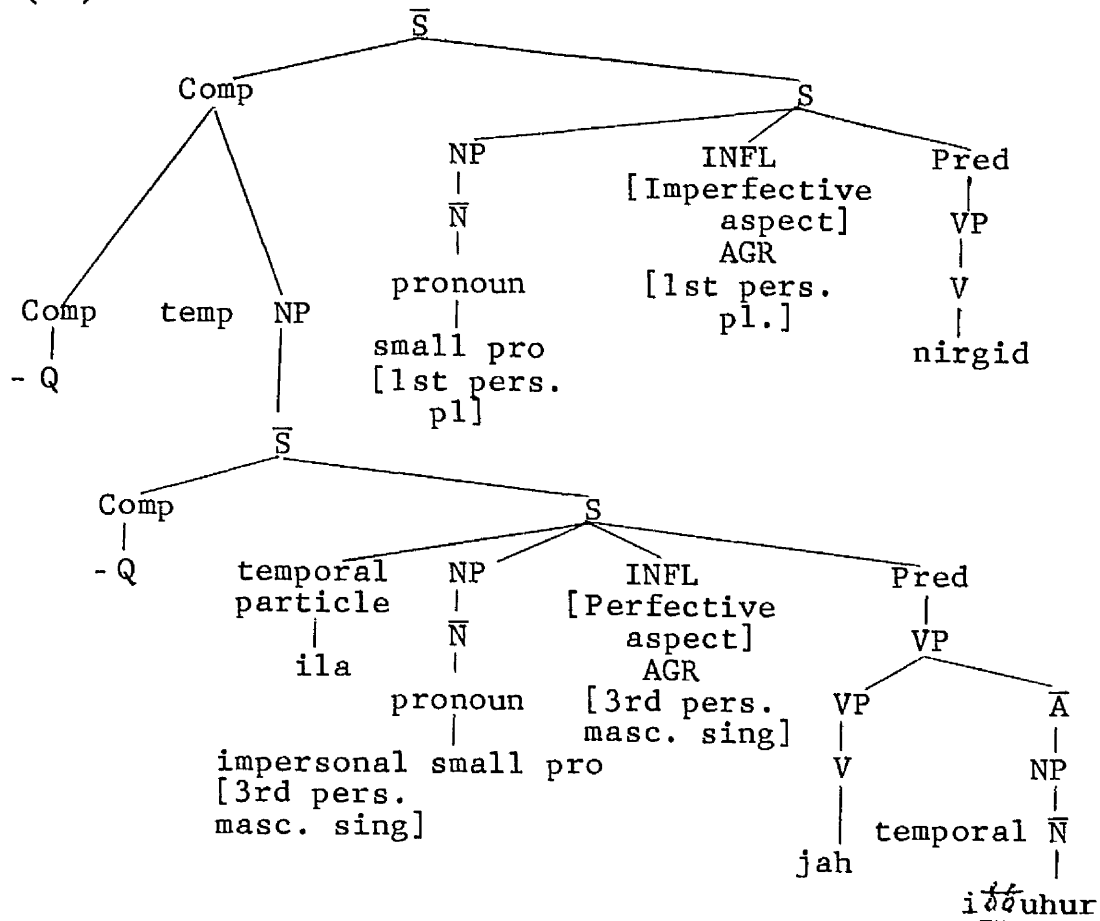 S̅
Comp S
NP INFL Pred
[Imperfective
N̅ aspect] VP
AGR
pronoun [1st pers. V
Comp temp NP pl.]
small pro nirgid
- Q [1st pers.
pl]
S̅
Comp S
- Q temporal NP INFL Pred
particle [Perfective
N̅ aspect] VP
ila AGR
pronoun [3rd pers. VP A̅
masc. sing]
impersonal small pro V NP
[3rd pers.
masc. sing] temporal N̅
jah